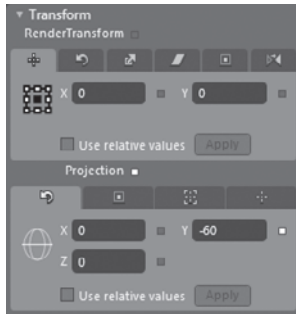 Transform
RenderTransform
X 0 Y 0
Use relative values Apply
Projection
X 0 Y -60
Z 0
Use relative values Apply